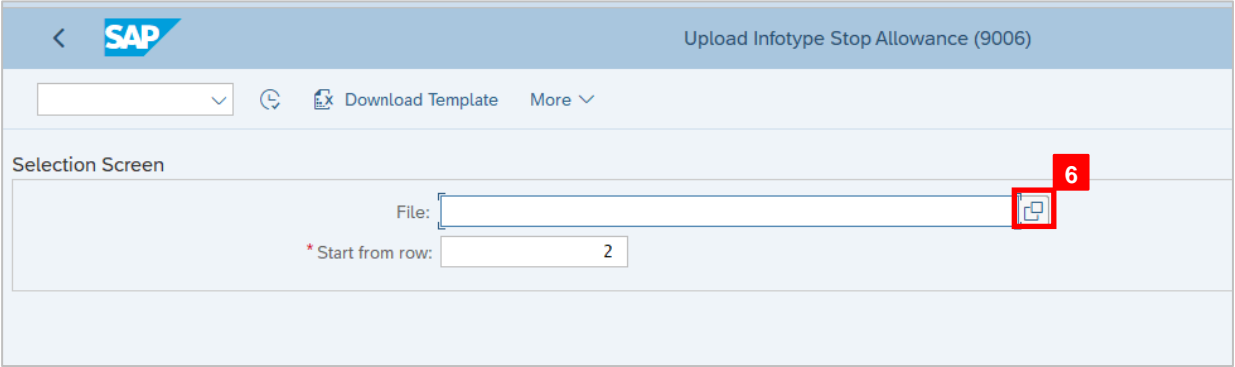 SAP Upload Infotype Stop Allowance (9006)
Download Template More
Selection Screen
6
File:
* Start from row: 2